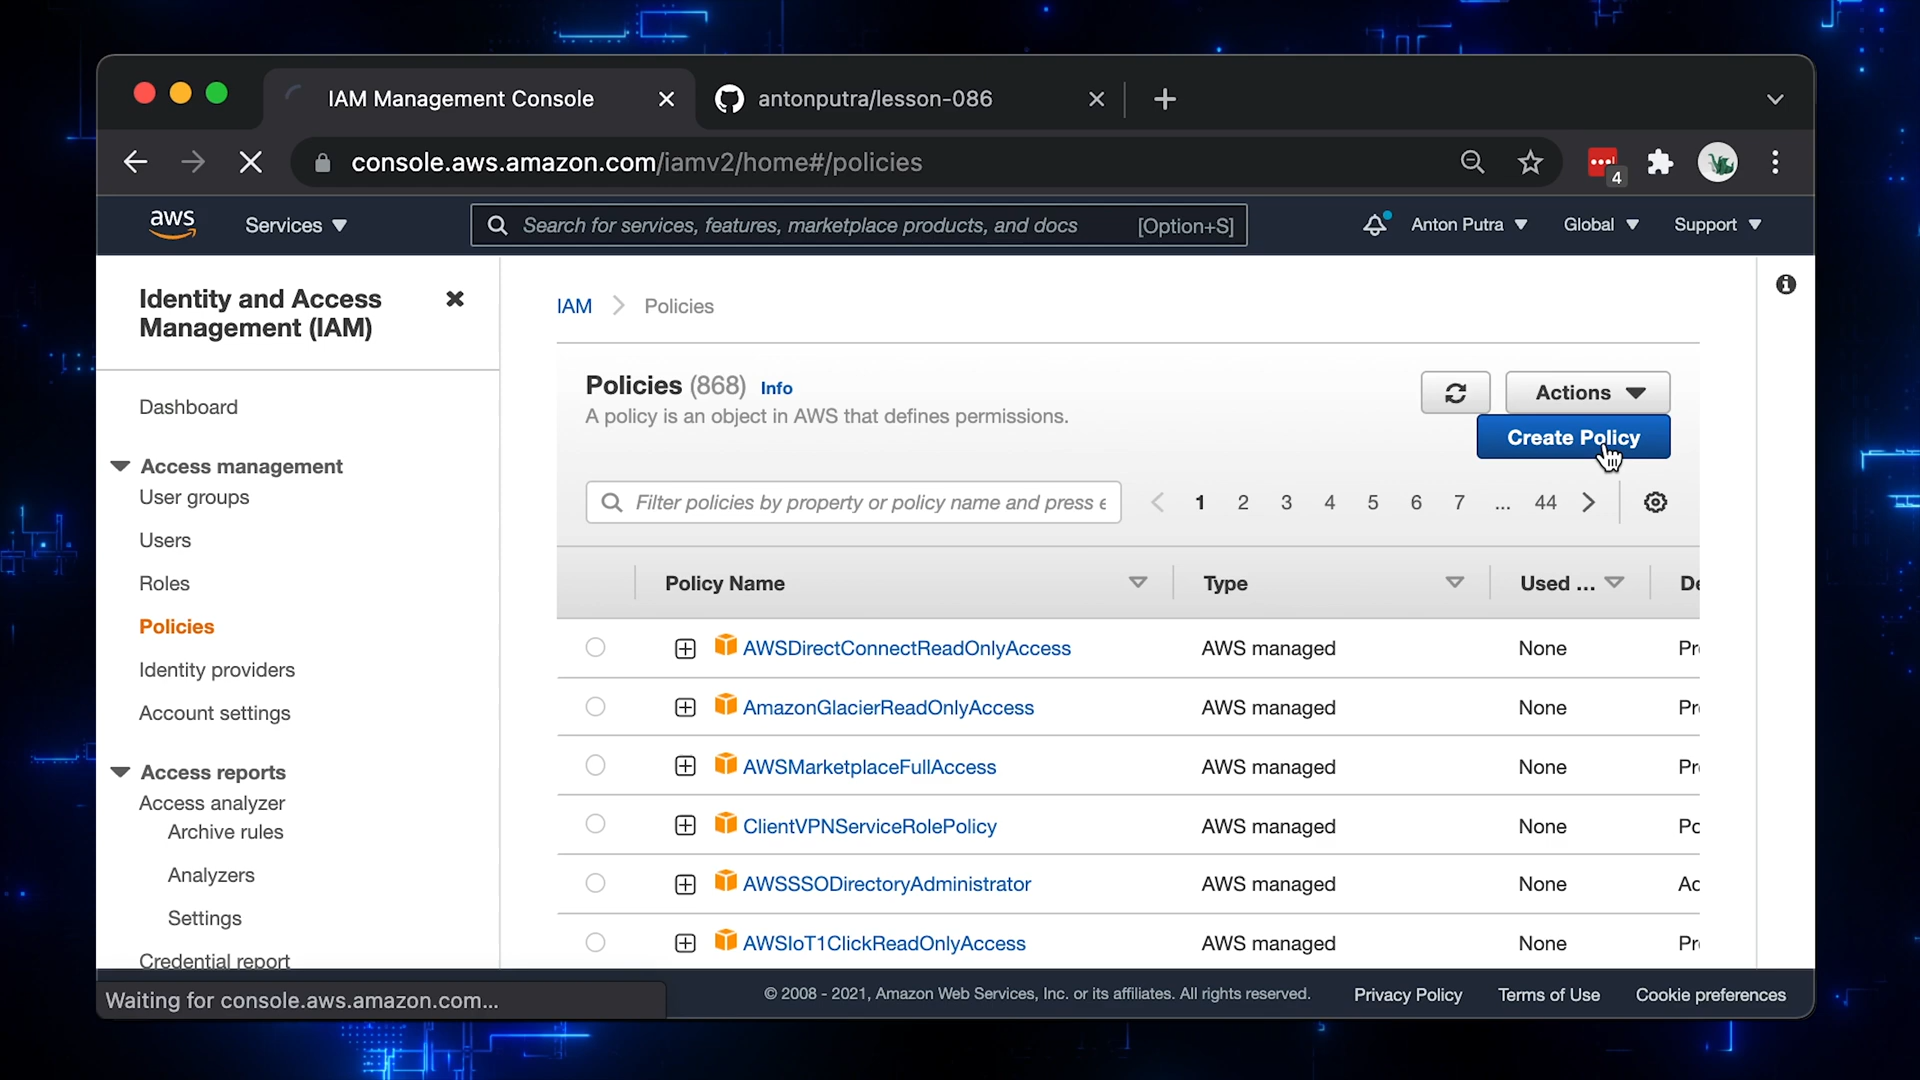 IAM Management Console
antonputra/lesson-086
console.aws.amazon.com/iamv2/home#/policies
4
aws
Services
Search for services, features, marketplace products, and docs
[Option+S]
Anton Putra
Global
Support
Identity and Access
Management (IAM)
Dashboard
Access management
User groups
Users
Roles
Policies
Identity providers
Account settings
Access reports
Access analyzer
Archive rules
Analyzers
Settings
Credential report
IAM > Policies
Policies (868) Info
A policy is an object in AWS that defines permissions.
Actions
Create Policy
Filter policies by property or policy name and press e
1 2 3 4 5 6 7 ... 44
Policy Name Type Used ... De
AWSDirectConnectReadOnlyAccess AWS managed None Pr
AmazonGlacierReadOnlyAccess AWS managed None Pr
AWSMarketplaceFullAccess AWS managed None Pr
ClientVPNServiceRolePolicy AWS managed None Po
AWSSSODirectoryAdministrator AWS managed None Ac
AWSIoT1ClickReadOnlyAccess AWS managed None Pr
Waiting for console.aws.amazon.com...
© 2008 - 2021, Amazon Web Services, Inc. or its affiliates. All rights reserved.
Privacy Policy
Terms of Use
Cookie preferences